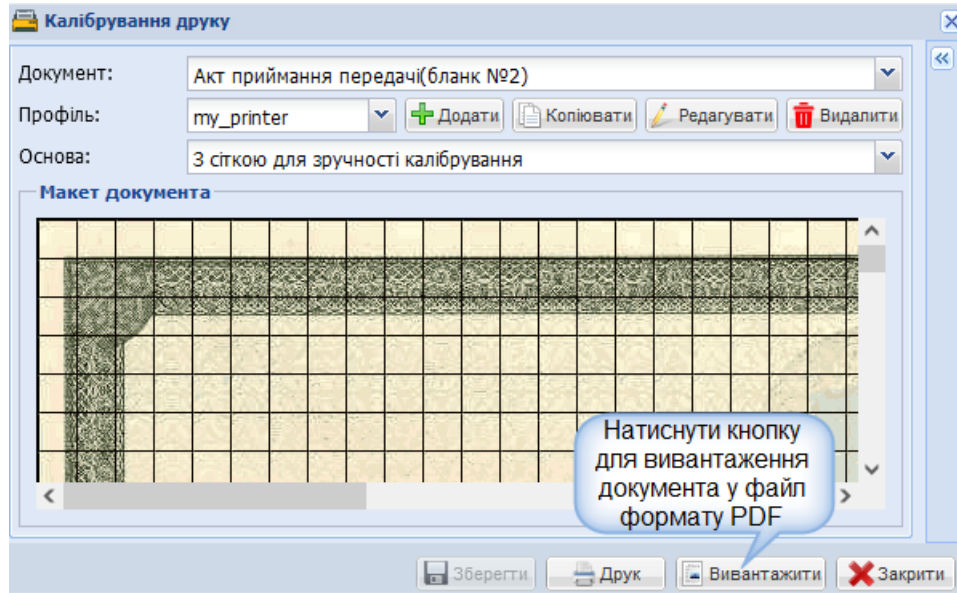 Калібрування друку
Документ: Акт приймання передачі(бланк №2)
Профіль: my_printer Додати Копіювати Редагувати Видалити
Основа: З сіткою для зручності калібрування
Макет документа
Натиснути кнопку
для вивантаження
документа у файл
формату PDF
Зберегти Друк Вивантажити Закрити